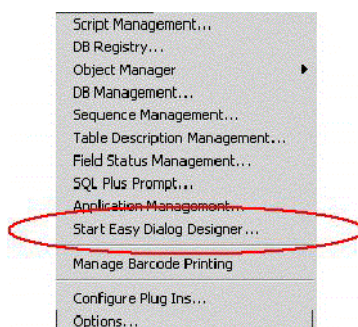 Script Management...
DB Registry...
Object Manager
DB Management...
Sequence Management...
Table Description Management...
Field Status Management...
SQL Plus Prompt...
Application Management...
Start Easy Dialog Designer...
Manage Barcode Printing
Configure Plug Ins...
Options...